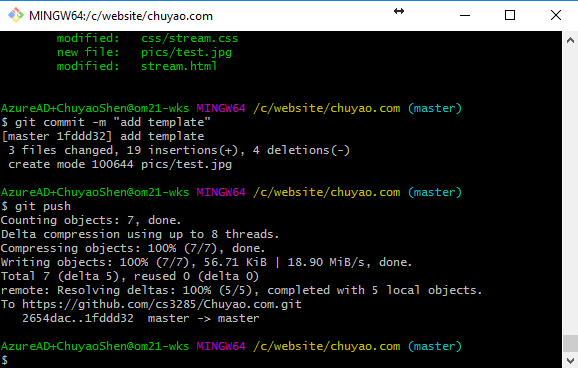 MINGW64:/c/website/chuyao.com
modified:   css/stream.css
new file:   pics/test.jpg
modified:   stream.html
AzureAD+ChuyaoShen@om21-wks MINGW64 /c/website/chuyao.com (master)
$ git commit -m "add template"
[master 1fddd32] add template
 3 files changed, 19 insertions(+), 4 deletions(-)
 create mode 100644 pics/test.jpg
AzureAD+ChuyaoShen@om21-wks MINGW64 /c/website/chuyao.com (master)
$ git push
Counting objects: 7, done.
Delta compression using up to 8 threads.
Compressing objects: 100% (7/7), done.
Writing objects: 100% (7/7), 56.71 KiB | 18.90 MiB/s, done.
Total 7 (delta 5), reused 0 (delta 0)
remote: Resolving deltas: 100% (5/5), completed with 5 local objects.
To https://github.com/cs3285/Chuyao.com.git
   2654dac..1fddd32  master -> master
AzureAD+ChuyaoShen@om21-wks MINGW64 /c/website/chuyao.com (master)
$